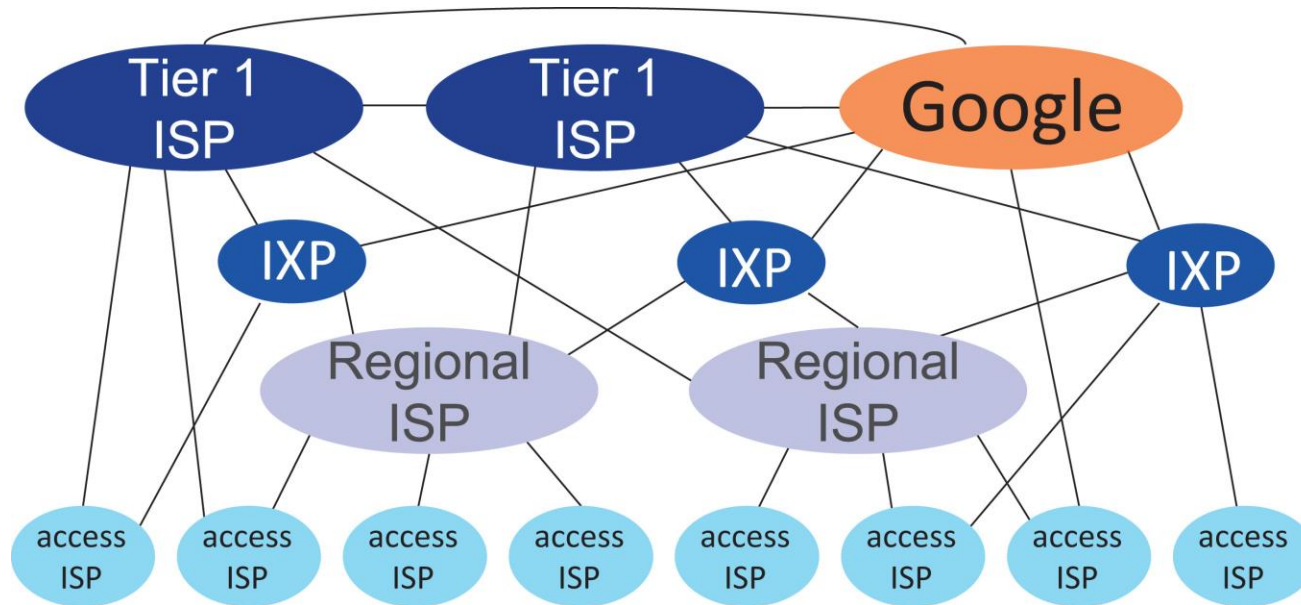 Tier 1
ISP
Tier 1
ISP
Google
IXP
IXP
IXP
Regional
ISP
Regional
ISP
access
ISP
access
ISP
access
ISP
access
ISP
access
ISP
access
ISP
access
ISP
access
ISP